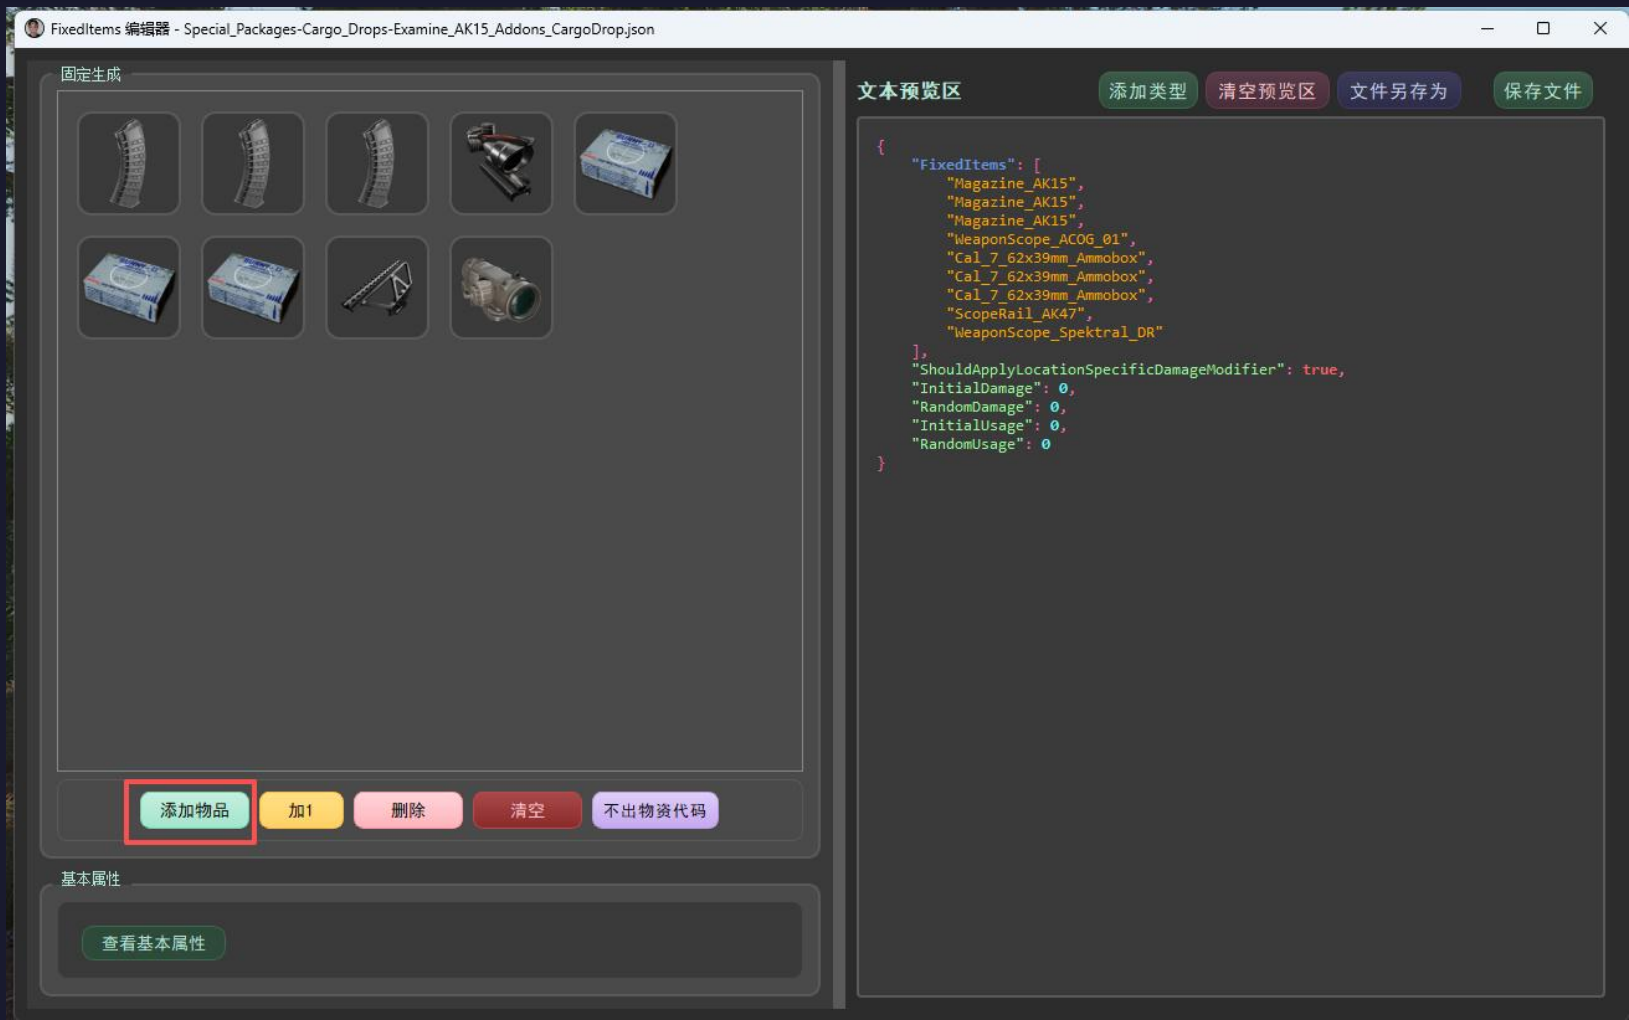 FixedItems 编辑器 - Special_Packages-Cargo_Drops-Examine_AK15_Addons_CargoDrop.json
固定生成
添加物品
加1
删除
清空
不出物资代码
基本属性
查看基本属性
文本预览区
添加类型
清空预览区
文件另存为
保存文件
{
"FixedItems": [
"Magazine_AK15",
"Magazine_AK15",
"Magazine_AK15",
"WeaponScope_ACOG_01",
"Cal_7_62x39mm_Ammobox",
"Cal_7_62x39mm_Ammobox",
"Cal_7_62x39mm_Ammobox",
"ScopeRail_AK47",
"WeaponScope_Spektral_DR"
],
"ShouldApplyLocationSpecificDamageModifier": true,
"InitialDamage": 0,
"RandomDamage": 0,
"InitialUsage": 0,
"RandomUsage": 0
}